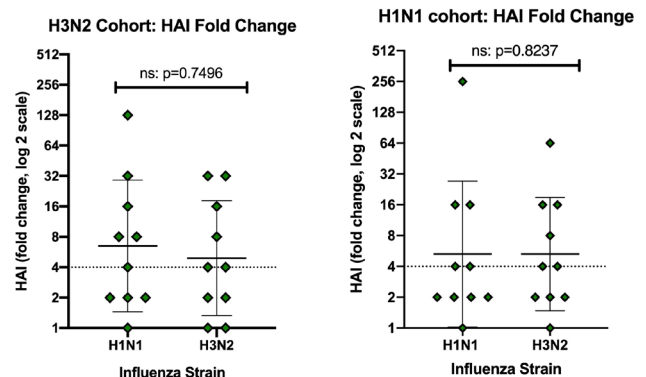 H3N2 Cohort: HAI Fold Change
HAI (fold change, log 2 scale)
512
256
128
64
32
16
8
4
2
1
ns: p=0.7496
H1N1
H3N2
Influenza Strain
H1N1 cohort: HAI Fold Change
HAI (fold change, log 2 scale)
512
256
128
64
32
16
8
4
2
1
ns: p=0.8237
H1N1
H3N2
Influenza Strain